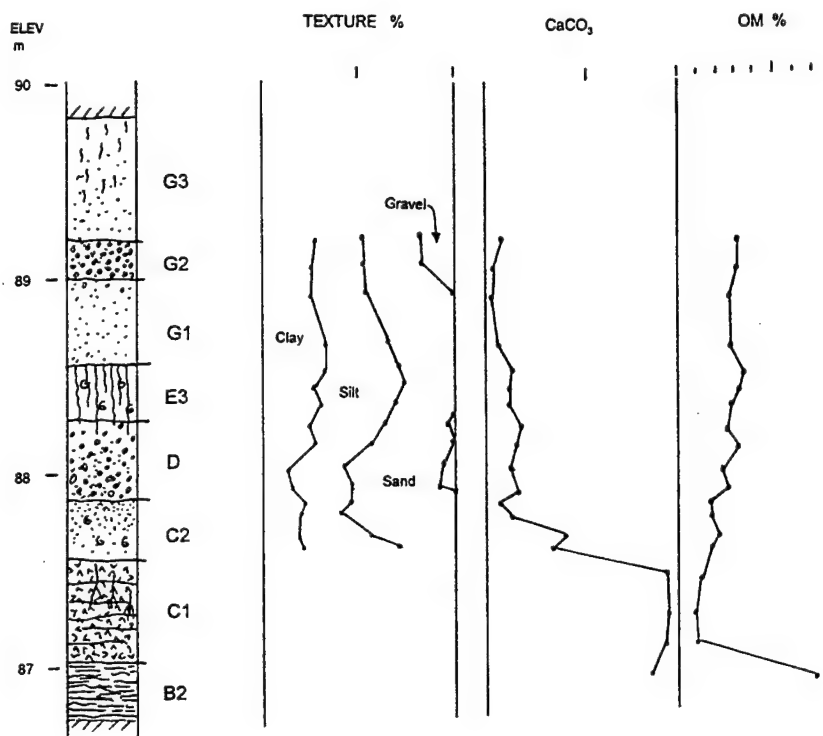 ELEV
m
TEXTURE %
CaCO₃
OM %
90
G3
Gravel
G2
89
G1
Clay
E3
Silt
D
88
Sand
C2
C1
87
B2